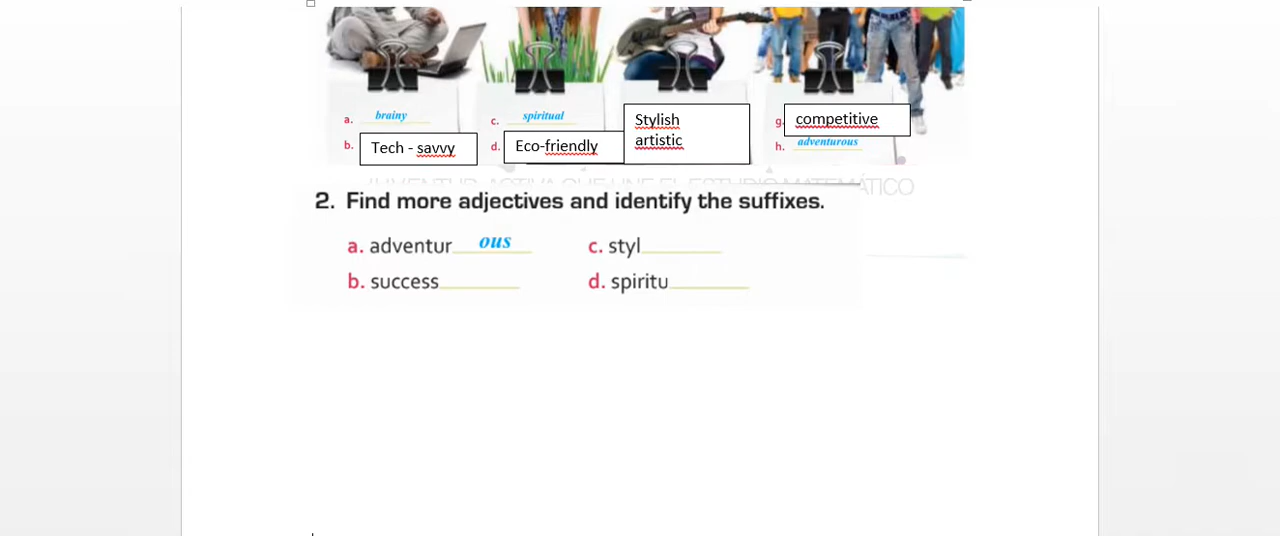 a. brainy
b. Tech - savvy
c. spiritual
d. Eco-friendly
Stylish
artistic
g. competitive
h. adventurous
2. Find more adjectives and identify the suffixes.
a. adventur ous
c. styl
b. success
d. spiritu